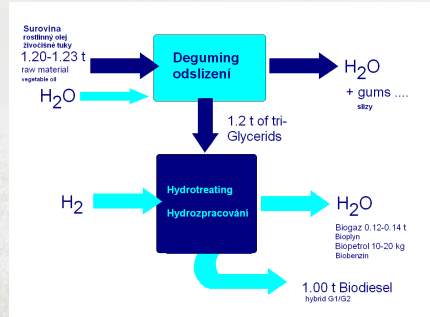 Surovina
rostlinný olej
živočišné tuky
1.20-1.23 t
raw material
vegetable oil
H2O
Deguming
odslizení
H2O
+ gums ....
slizy
1.2 t of tri-
Glycerids
H2
Hydrotreating
Hydrozpracování
H2O
Biogaz 0.12-0.14 t
Bioplyn
Biopetrol 10-20 kg
Biobenzin
1.00 t Biodiesel
hybrid G1/G2